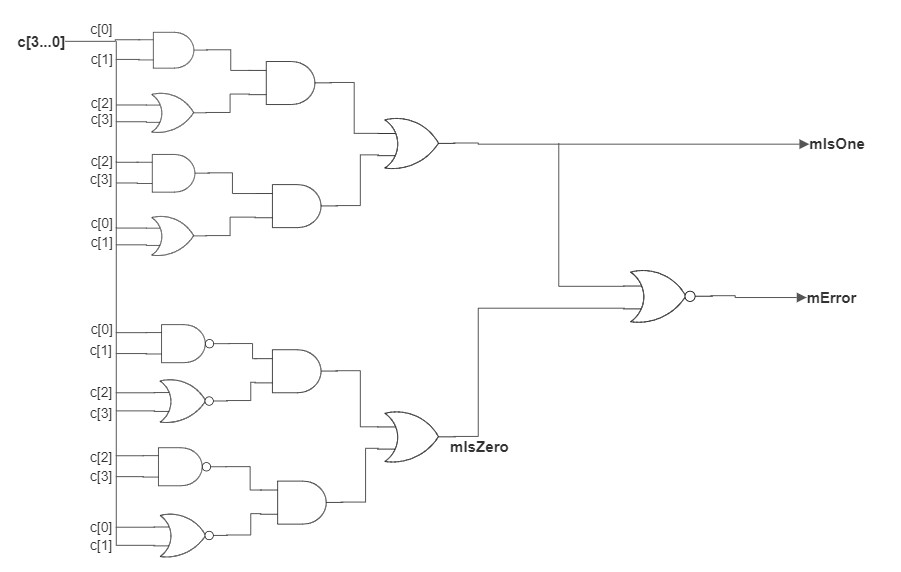 c[3...0]
c[0]
c[1]
c[2]
c[3]
c[2]
c[3]
c[0]
c[1]
mIsOne
mError
c[0]
c[1]
c[2]
c[3]
c[2]
c[3]
c[0]
c[1]
mIsZero